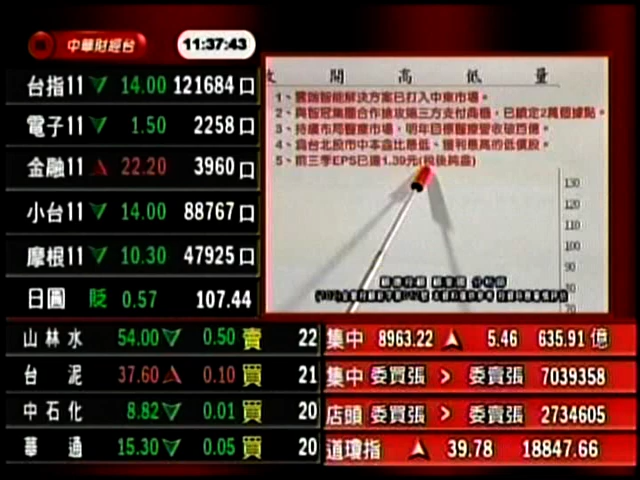 中華財經台 11:37:43
台指11 ▽ 14.00 121684口
電子11 ▽ 1.50 2258口
金融11 △ 22.20 3960口
小台11 ▽ 14.00 88767口
摩根11 ▽ 10.30 47925口
日圓 貶 0.57 107.44
開 高 低 量
1、雲端智能解決方案已打入中東市場。
2、與智冠集團合作搶攻第三方支付商機，已鎖定2萬個據點。
3、持續布局醫療市場，明年目標醫療營收破百億。
4、為台北股市中本益比最低、獲利最高的低價股。
5、前三季EPS已達1.39元(稅後純益)
130
120
110
100
90
80
70
山林水 54.00 ▽ 0.50 賣 22
台泥 37.60 △ 0.10 買 21
中石化 8.82 ▽ 0.01 買 20
華通 15.30 ▽ 0.05 買 20
集中 8963.22 ▲ 5.46 635.91億
集中 委買張 > 委賣張 7039358
店頭 委買張 > 委賣張 2734605
道瓊指 ▲ 39.78 18847.66